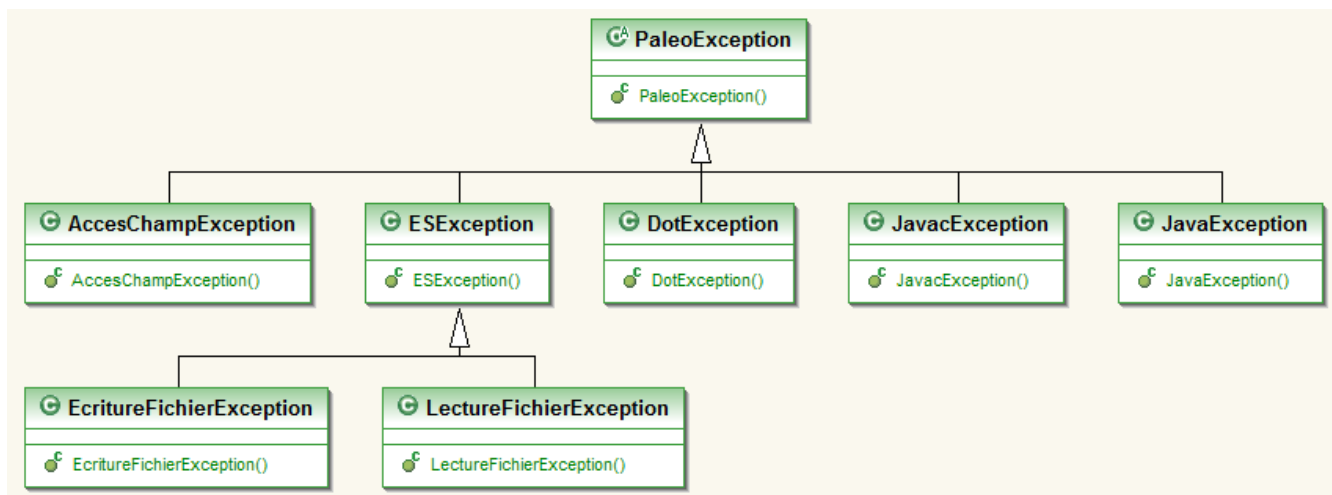 PaleoException
PaleoException()
AccesChampException
AccesChampException()
ESException
ESException()
DotException
DotException()
JavacException
JavacException()
JavaException
JavaException()
EcritureFichierException
EcritureFichierException()
LectureFichierException
LectureFichierException()